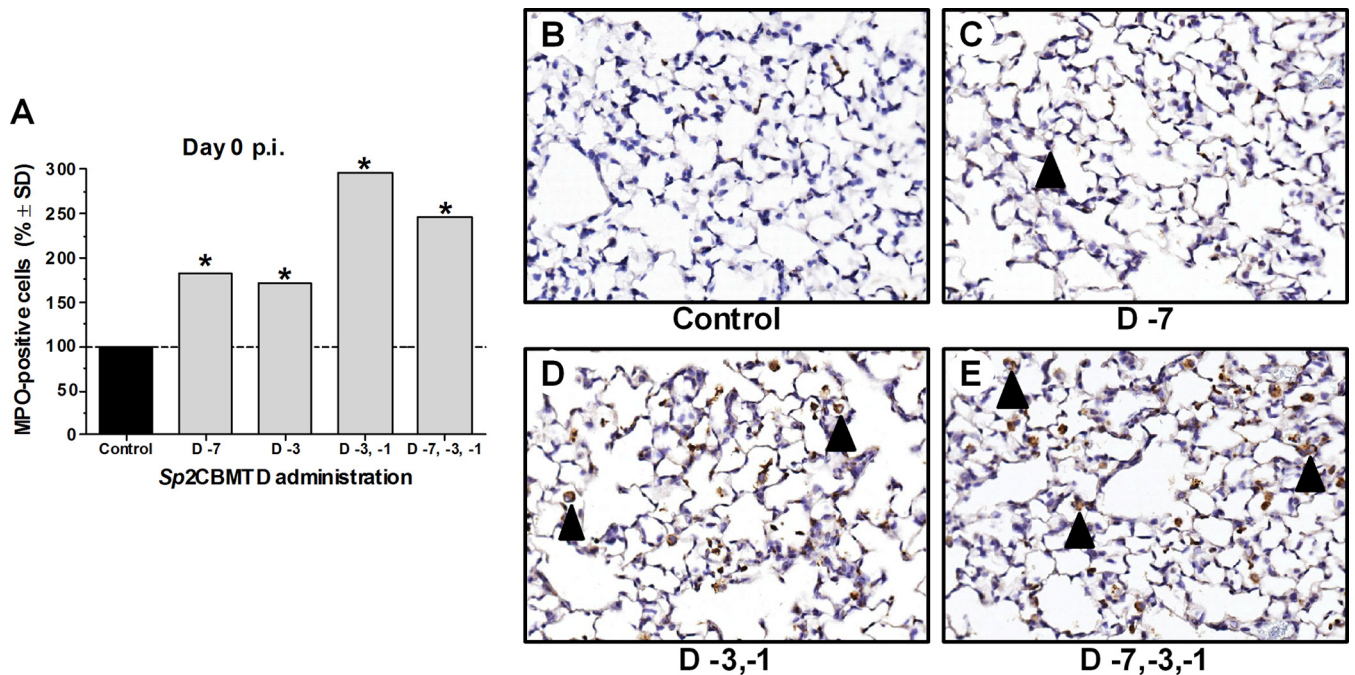 A
Day 0 p.i.
MPO-positive cells (% ± SD)
300
250
200
150
100
50
0
*
*
*
*
Control
D -7
D -3
D -3, -1
D -7, -3, -1
Sp2CBMTD administration
B
Control
C
D -7
D
D -3,-1
E
D -7,-3,-1